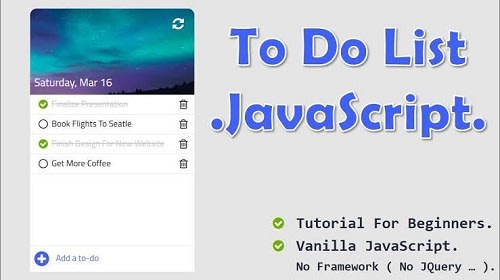 Saturday, Mar 16
Finalize Presentation
Book Flights To Seatle
Finish Design For New Website
Get More Coffee
Add a to-do
To Do List
.JavaScript.
Tutorial For Beginners.
Vanilla JavaScript.
No Framework ( No JQuery … ).